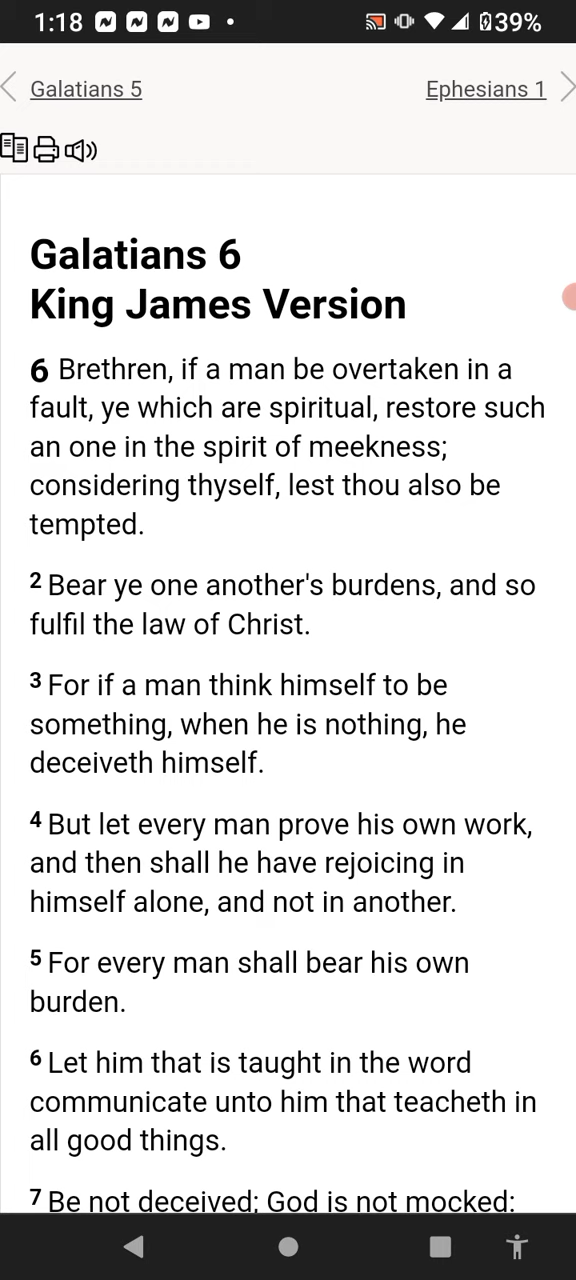 1:18
39%
Galatians 5
Ephesians 1
Galatians 6
King James Version
6 Brethren, if a man be overtaken in a
fault, ye which are spiritual, restore such
an one in the spirit of meekness;
considering thyself, lest thou also be
tempted.
2 Bear ye one another's burdens, and so
fulfil the law of Christ.
3 For if a man think himself to be
something, when he is nothing, he
deceiveth himself.
4 But let every man prove his own work,
and then shall he have rejoicing in
himself alone, and not in another.
5 For every man shall bear his own
burden.
6 Let him that is taught in the word
communicate unto him that teacheth in
all good things.
7 Be not deceived; God is not mocked: